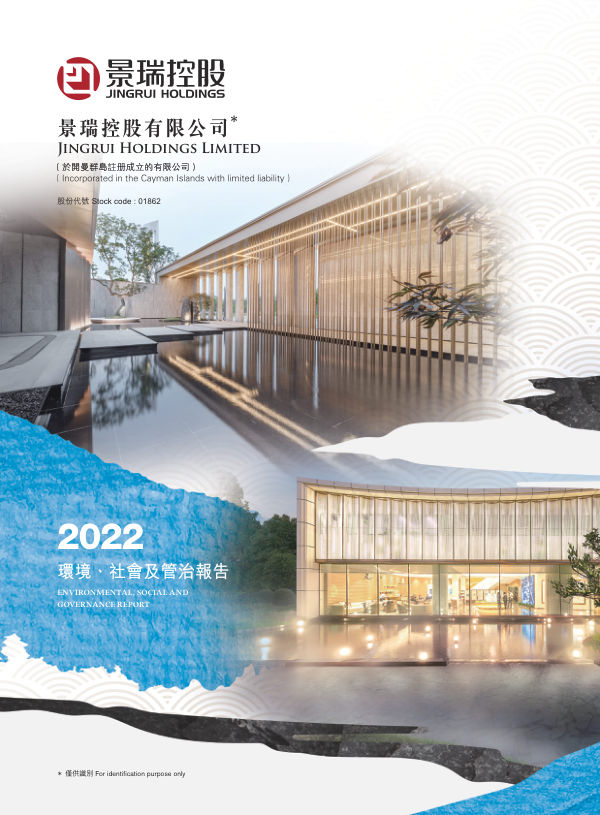 景瑞控股
JINGRUI HOLDINGS
景瑞控股有限公司*
JINGRUI HOLDINGS LIMITED
(於開曼群島註册成立的有限公司)
(Incorporated in the Cayman Islands with limited liability)
股份代號 Stock code : 01862
2022
環境、社會及管治報告
ENVIRONMENTAL, SOCIAL AND
GOVERNANCE REPORT
* 僅供識別 For identification purpose only